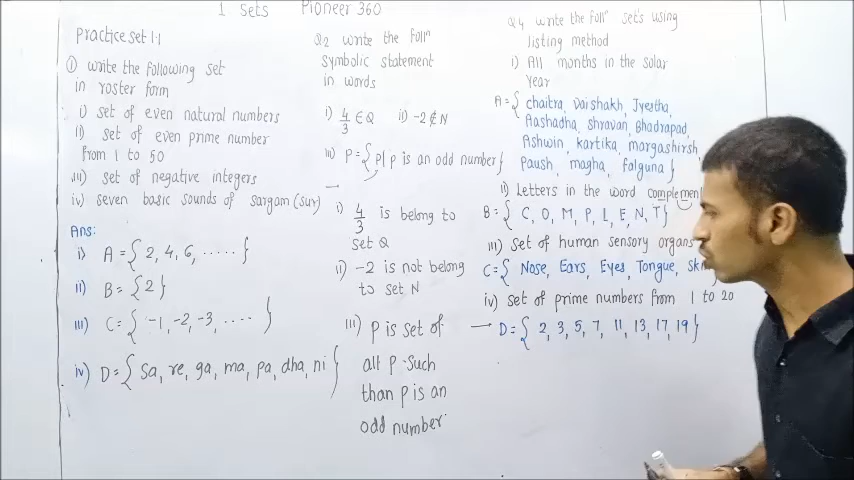 1 Sets Pioneer 360
Practice set 1.1
① write the following set
in roster form
i) set of even natural numbers
ii) set of even prime number
from 1 to 50
iii) set of negative integers
iv) seven basic sounds of sargam (sur)
Ans:
i) A = { 2, 4, 6, ..... }
ii) B = { 2 }
iii) C = { -1, -2, -3, .... }
iv) D = { sa, re, ga, ma, pa, dha, ni }
Q2 write the follⁿ
symbolic statement
in words
i) 4/3 ∈ Q ii) -2 ∉ N
iii) P = { p | p is an odd number }
i) 4/3 is belong to
set Q
ii) -2 is not belong
to set N
iii) P is set of
all p such
than p is an
odd number
Q4 write the follⁿ set's using
listing method
i) All months in the solar
year
A = { chaitra, vaishakh, Jyestha,
Aashadha, shravan, Bhadrapad,
Ashwin, kartika, margashirsh,
paush, magha, falguna }
ii) Letters in the word
B = { C, O, M, P, L, E, N, T }
iii) set of human sensory organs
C = { Nose, Ears, Eyes, Tongue,
iv) set of prime numbers from 1 to 20
→ D = { 2, 3, 5, 7, 11, 13, 17, 19 }